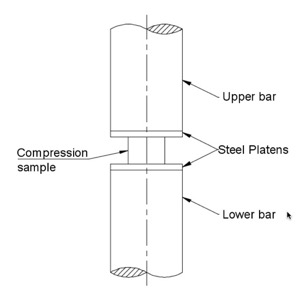 Upper bar
Steel Platens
Compression
sample
Lower bar